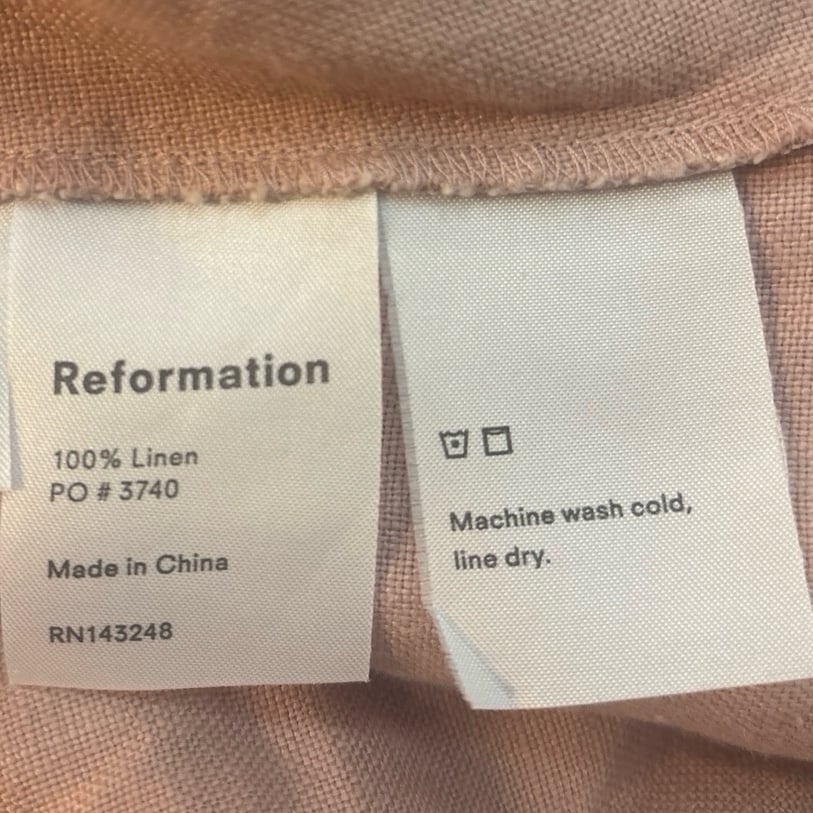 Reformation
100% Linen
PO # 3740
Made in China
RN143248
Machine wash cold,
line dry.